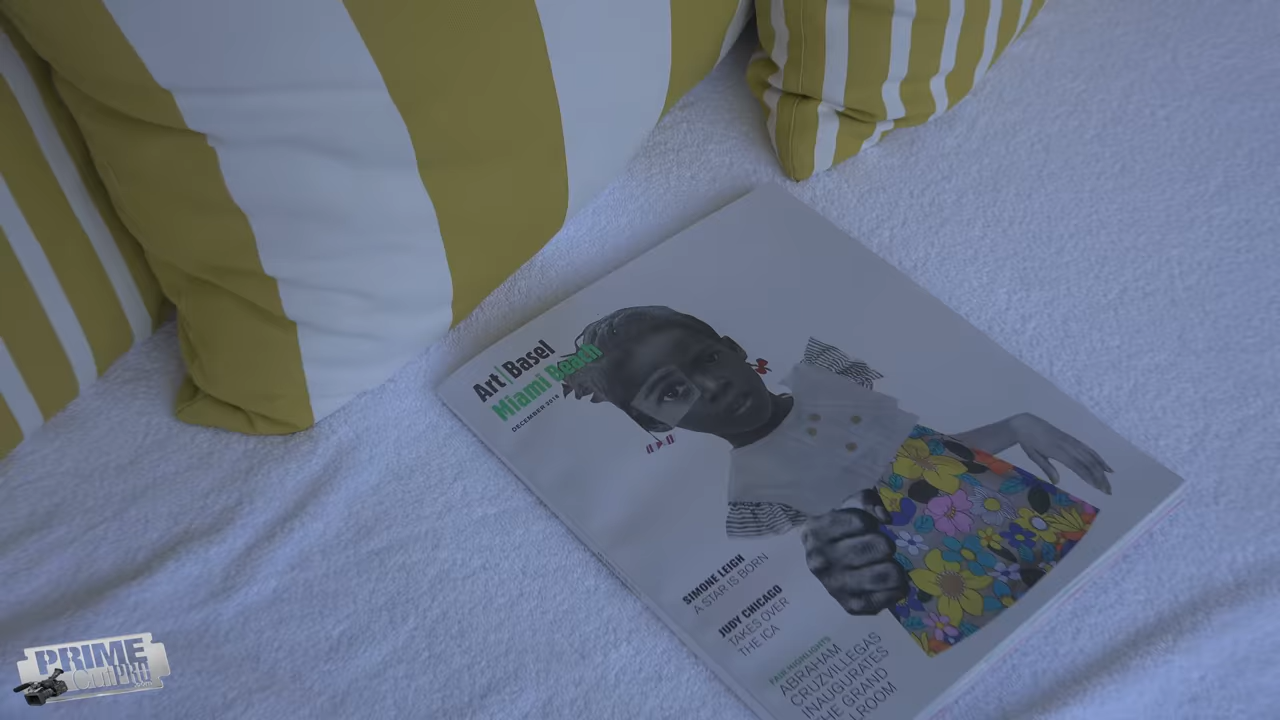 Art|Basel
Miami Beach
DECEMBER 2018
SIMONE LEIGH
A STAR IS BORN
JUDY CHICAGO
TAKES OVER
THE ICA
FAIR HIGHLIGHTS
ABRAHAM
CRUZVILLEGAS
INAUGURATES
THE GRAND
PRIME